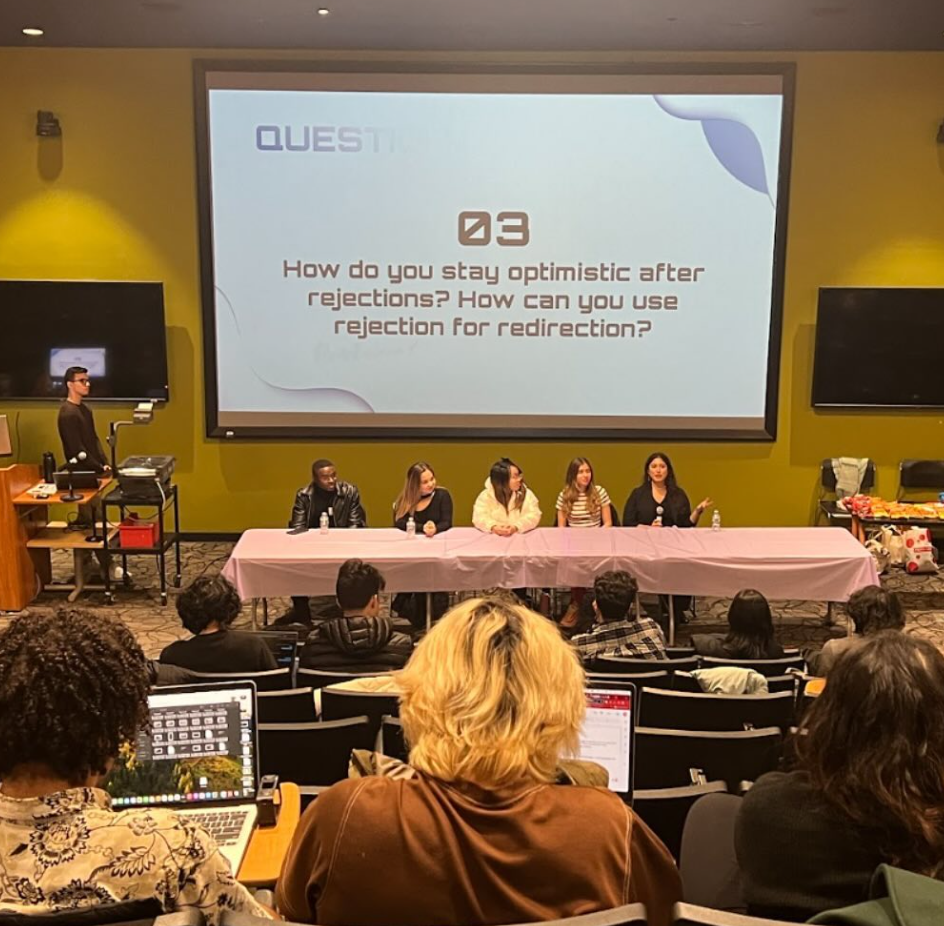 QUESTI
03
How do you stay optimistic after
rejections? How can you use
rejection for redirection?